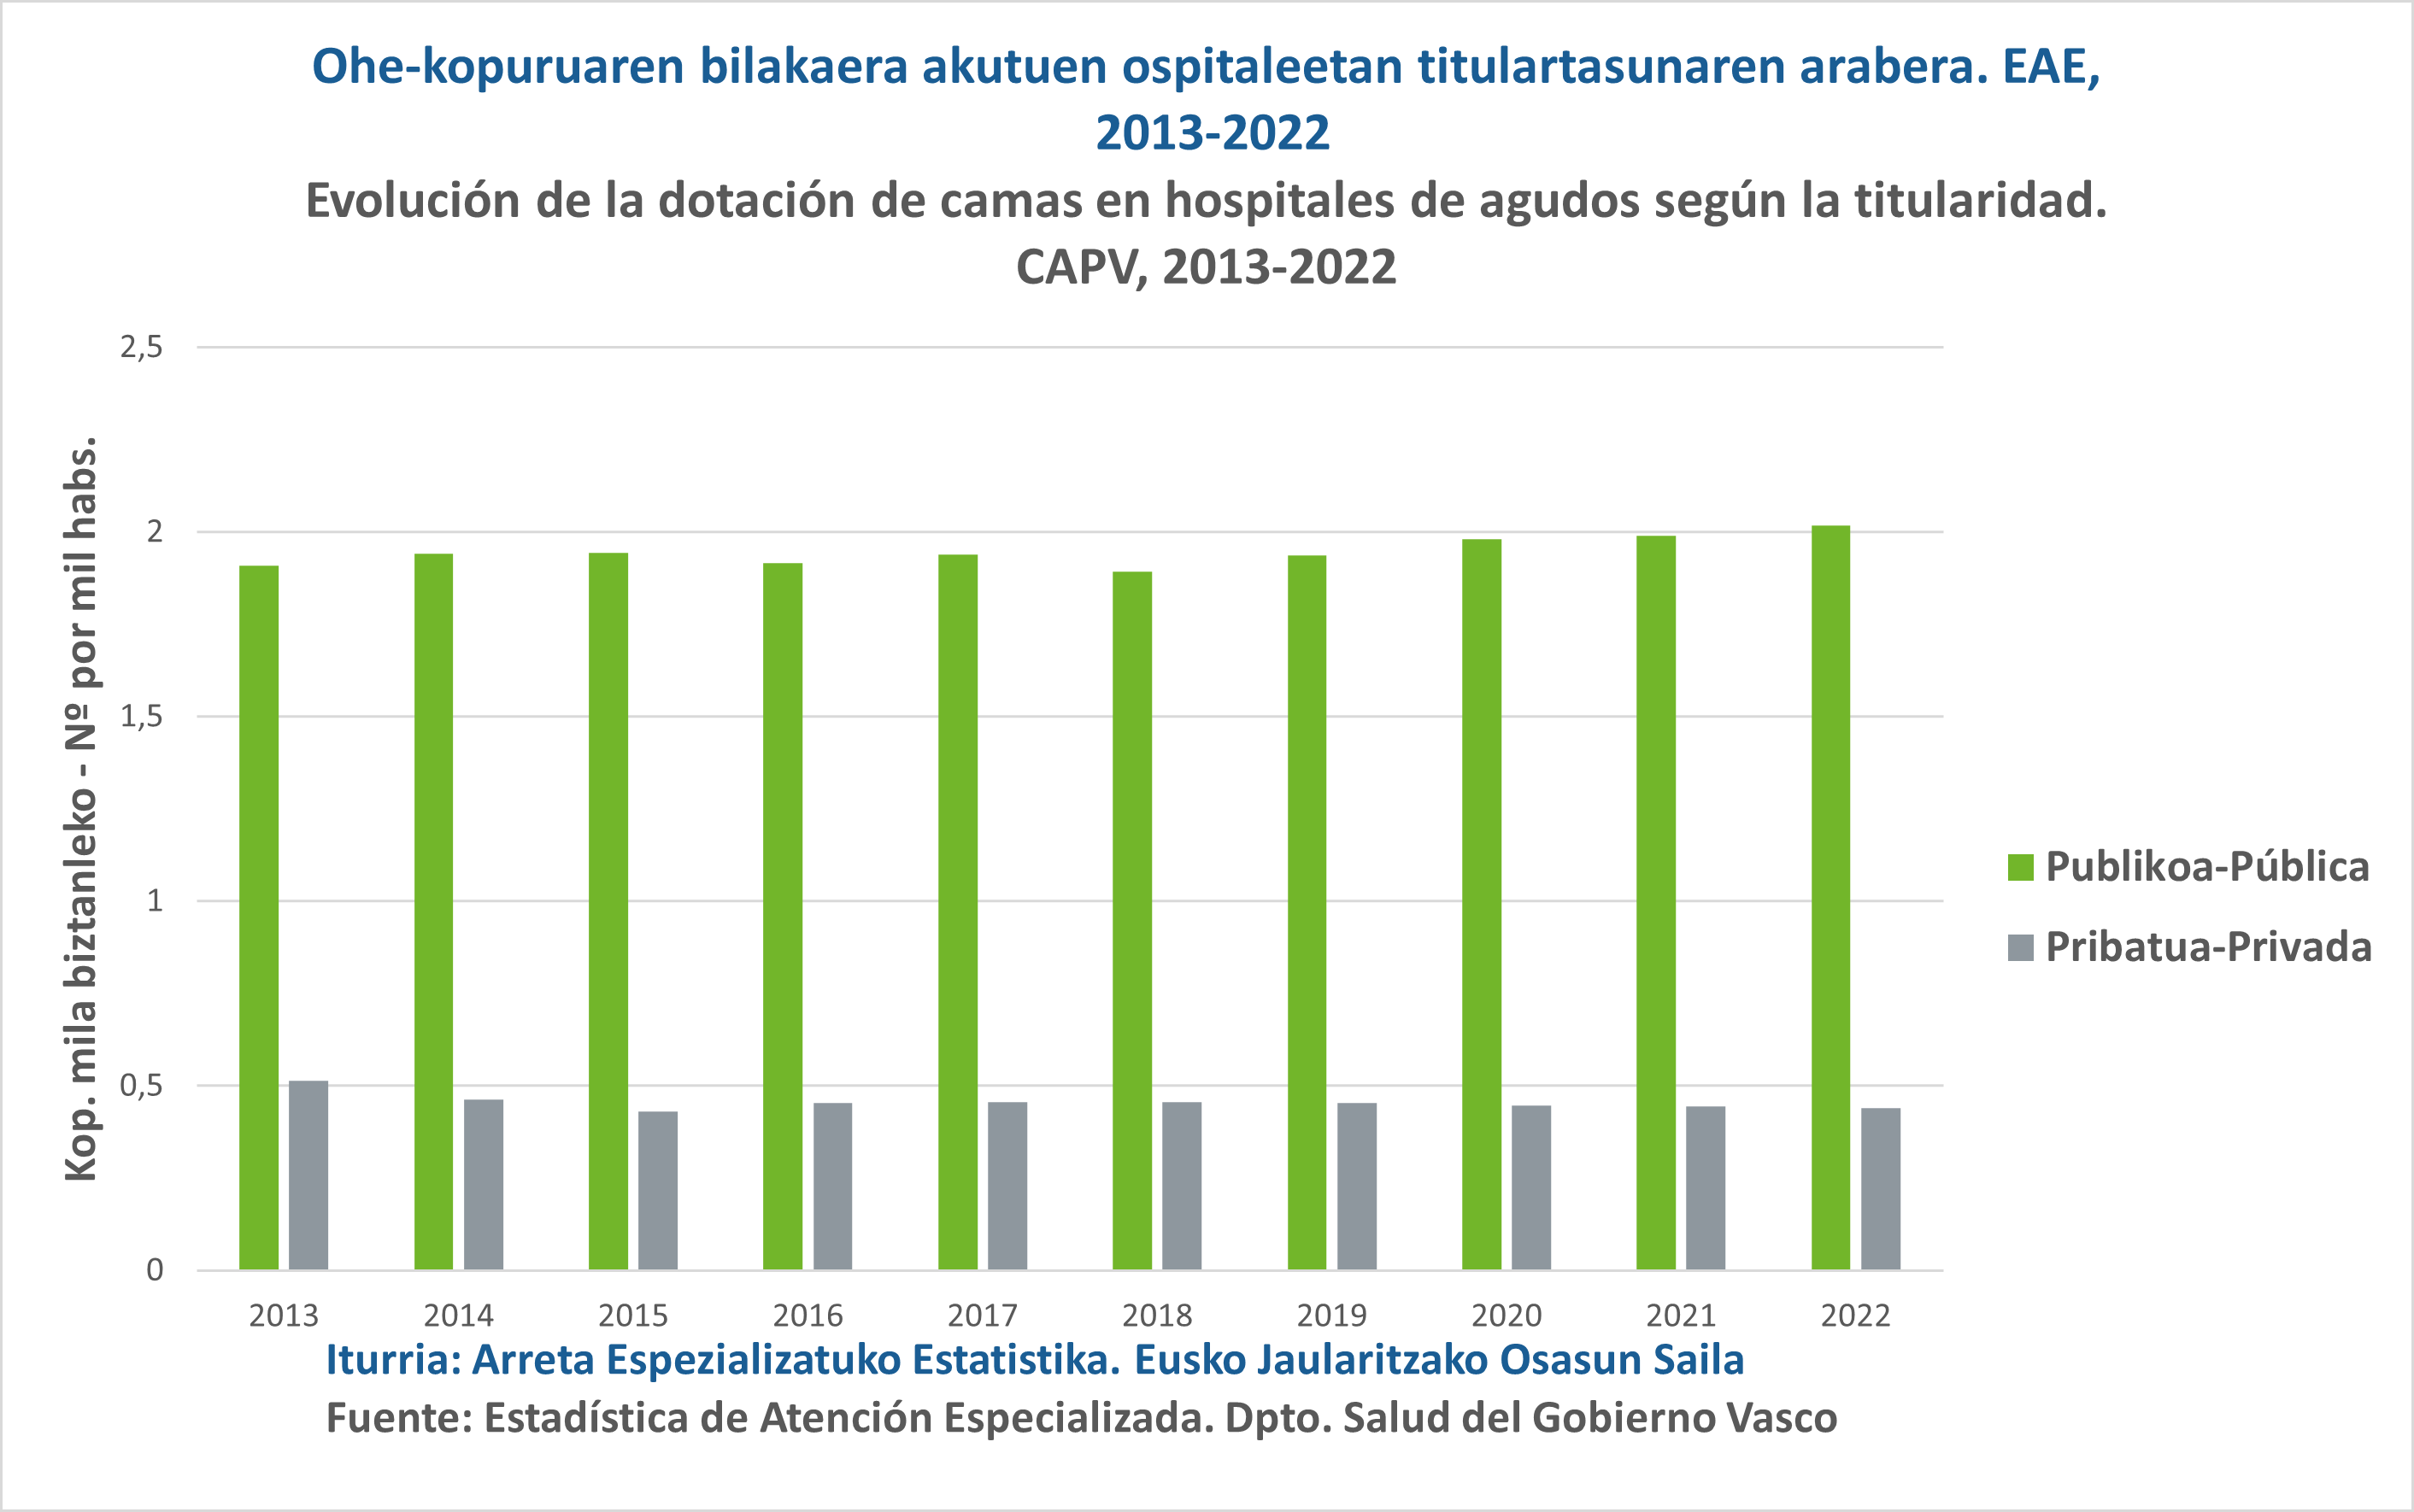 Ohe-kopuruaren bilakaera akutuen ospitaleetan titulartasunaren arabera. EAE,
2013-2022
Evolución de la dotación de camas en hospitales de agudos según la titularidad.
CAPV, 2013-2022
Kop. mila biztanleko - Nº por mil habs.
2,5
2
1,5
1
0,5
0
2013 2014 2015 2016 2017 2018 2019 2020 2021 2022
Publikoa-Pública
Pribatua-Privada
Iturria: Arreta Espezializatuko Estatistika. Eusko Jaularitzako Osasun Saila
Fuente: Estadística de Atención Especializada. Dpto. Salud del Gobierno Vasco